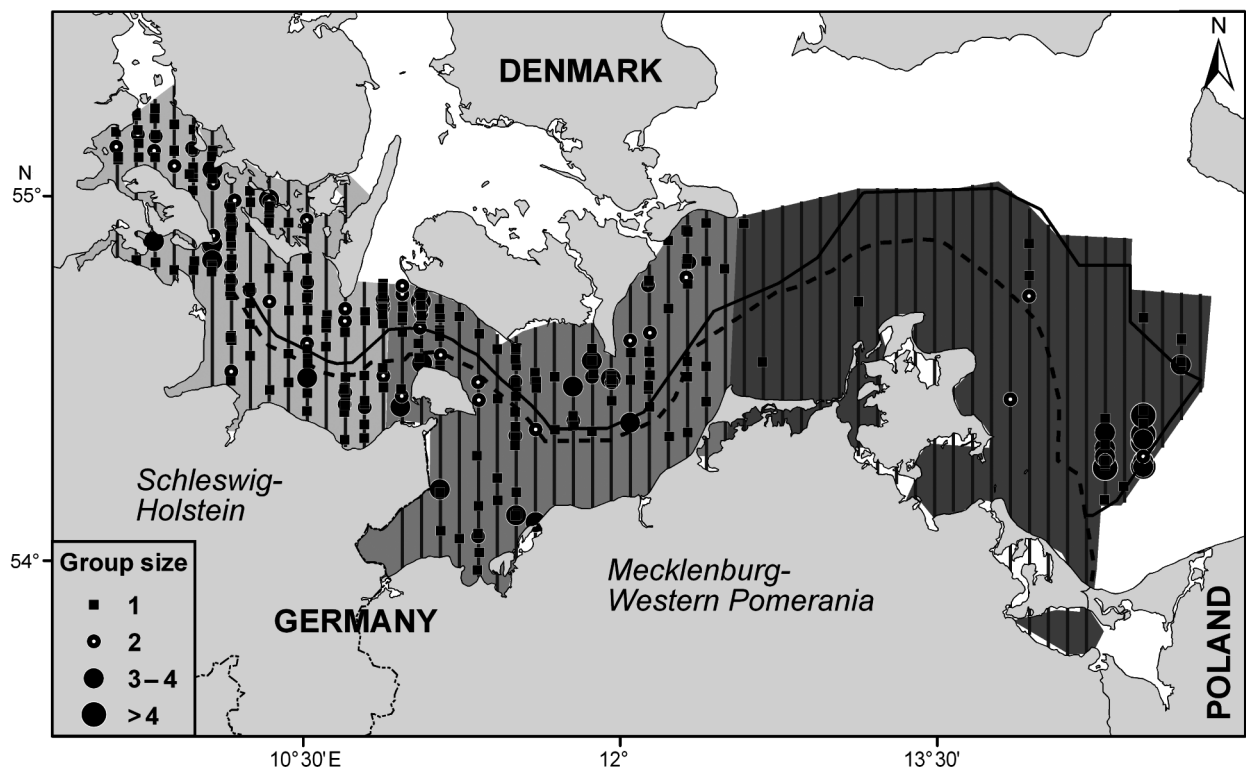 DENMARK
N
N
55°
Schleswig-
Holstein
54°
Group size
1
2
3–4
>4
Mecklenburg-
Western Pomerania
GERMANY
POLAND
10°30' E
12°
13°30'